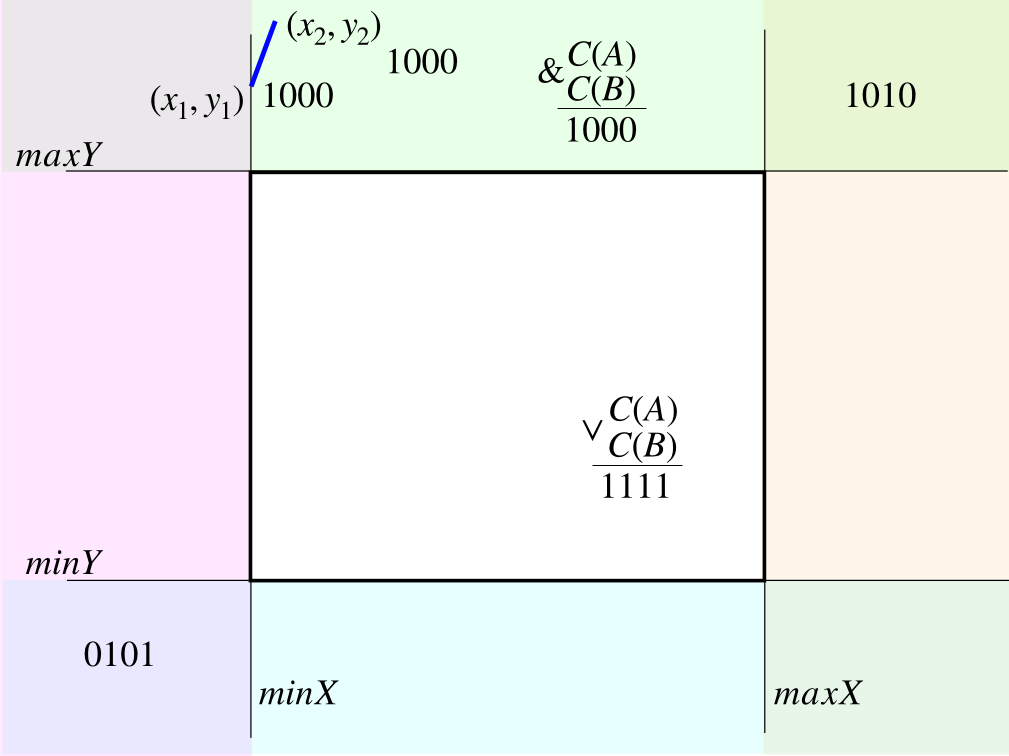 (x₂, y₂)
1000
& C(A)
C(B)
1000
(x₁, y₁)
1000
1010
maxY
∨ C(A)
C(B)
1111
minY
0101
minX
maxX